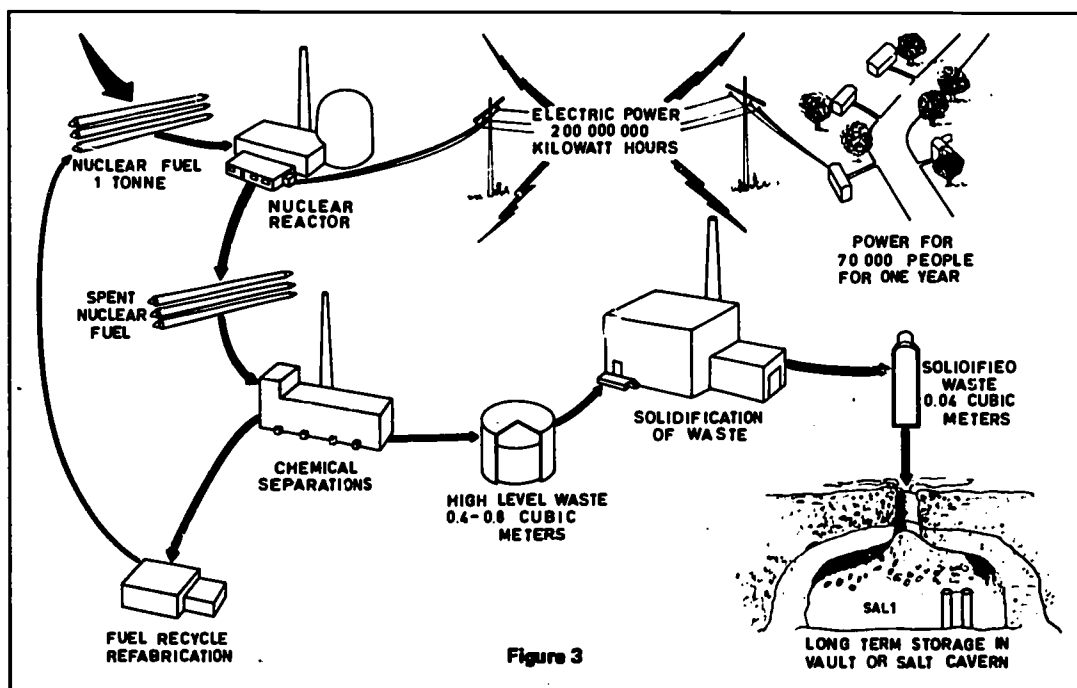 NUCLEAR FUEL
1 TONNE
NUCLEAR
REACTOR
ELECTRIC POWER
200 000 000
KILOWATT HOURS
POWER FOR
70 000 PEOPLE
FOR ONE YEAR
SPENT
NUCLEAR
FUEL
CHEMICAL
SEPARATIONS
HIGH LEVEL WASTE
0.4-0.8 CUBIC
METERS
SOLIDIFICATION
OF WASTE
SOLIDIFIED
WASTE
0.04 CUBIC
METERS
FUEL RECYCLE
REFABRICATION
SAL1
LONG TERM STORAGE IN
VAULT OR SALT CAVERN
Figure 3